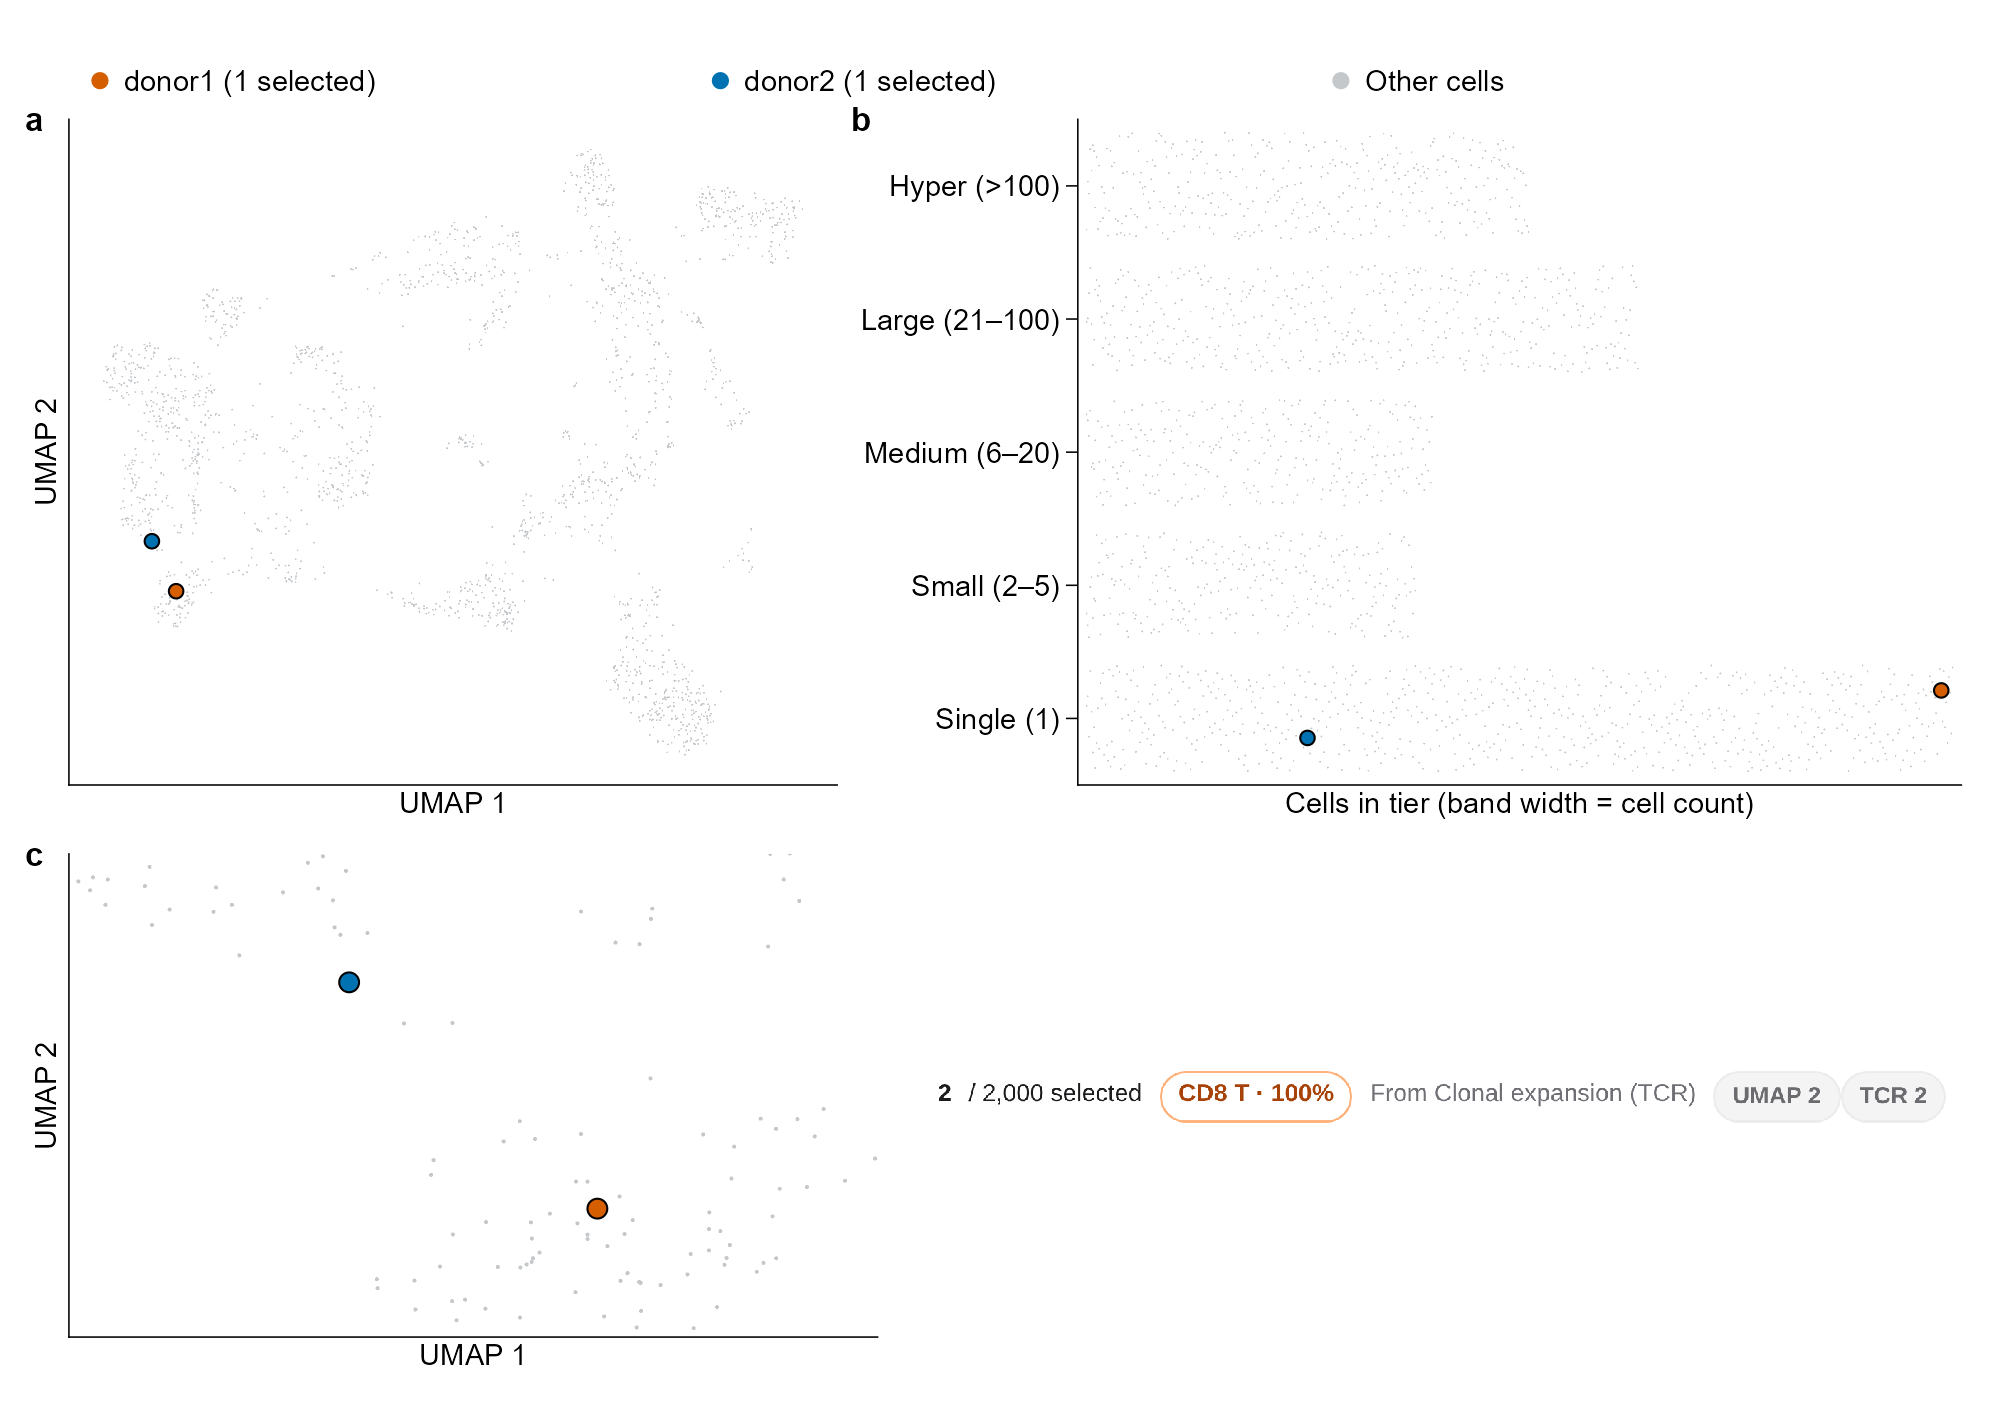 donor1 (1 selected)
donor2 (1 selected)
Other cells
a
UMAP 2
UMAP 1
b
Hyper (>100)
Large (21–100)
Medium (6–20)
Small (2–5)
Single (1)
Cells in tier (band width = cell count)
c
UMAP 2
UMAP 1
2 / 2,000 selected CD8 T · 100% From Clonal expansion (TCR) UMAP 2 TCR 2